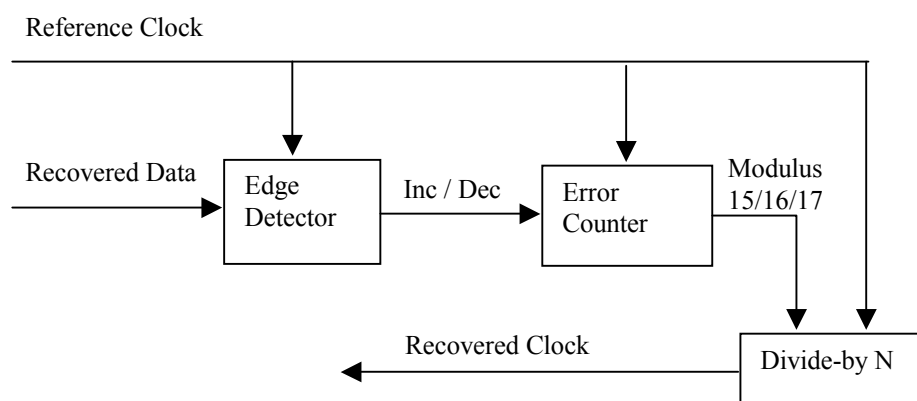 Reference Clock
Recovered Data
Edge
Detector
Inc / Dec
Error
Counter
Modulus
15/16/17
Recovered Clock
Divide-by N